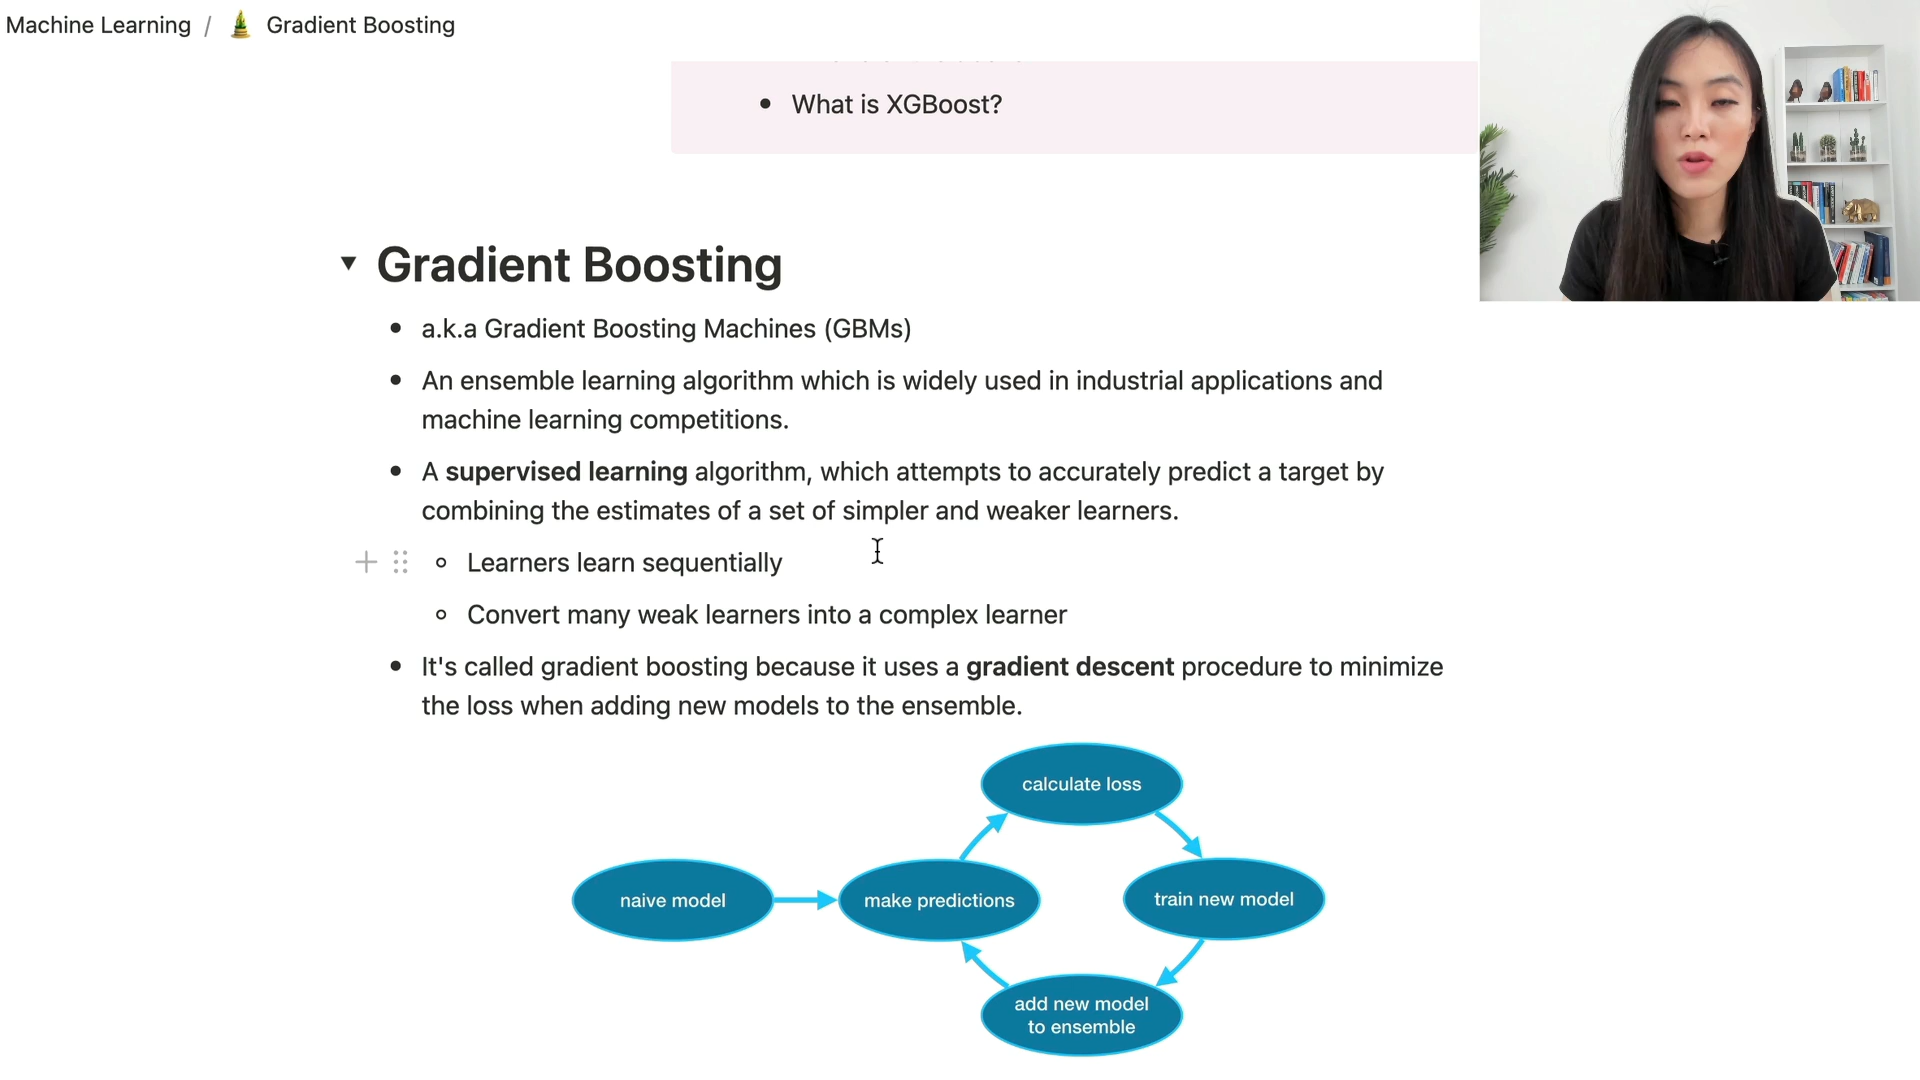 Machine Learning / Gradient Boosting
What is XGBoost?
Gradient Boosting
a.k.a Gradient Boosting Machines (GBMs)
An ensemble learning algorithm which is widely used in industrial applications and
machine learning competitions.
A supervised learning algorithm, which attempts to accurately predict a target by
combining the estimates of a set of simpler and weaker learners.
Learners learn sequentially
Convert many weak learners into a complex learner
It's called gradient boosting because it uses a gradient descent procedure to minimize
the loss when adding new models to the ensemble.
calculate loss
naive model
make predictions
train new model
add new model
to ensemble